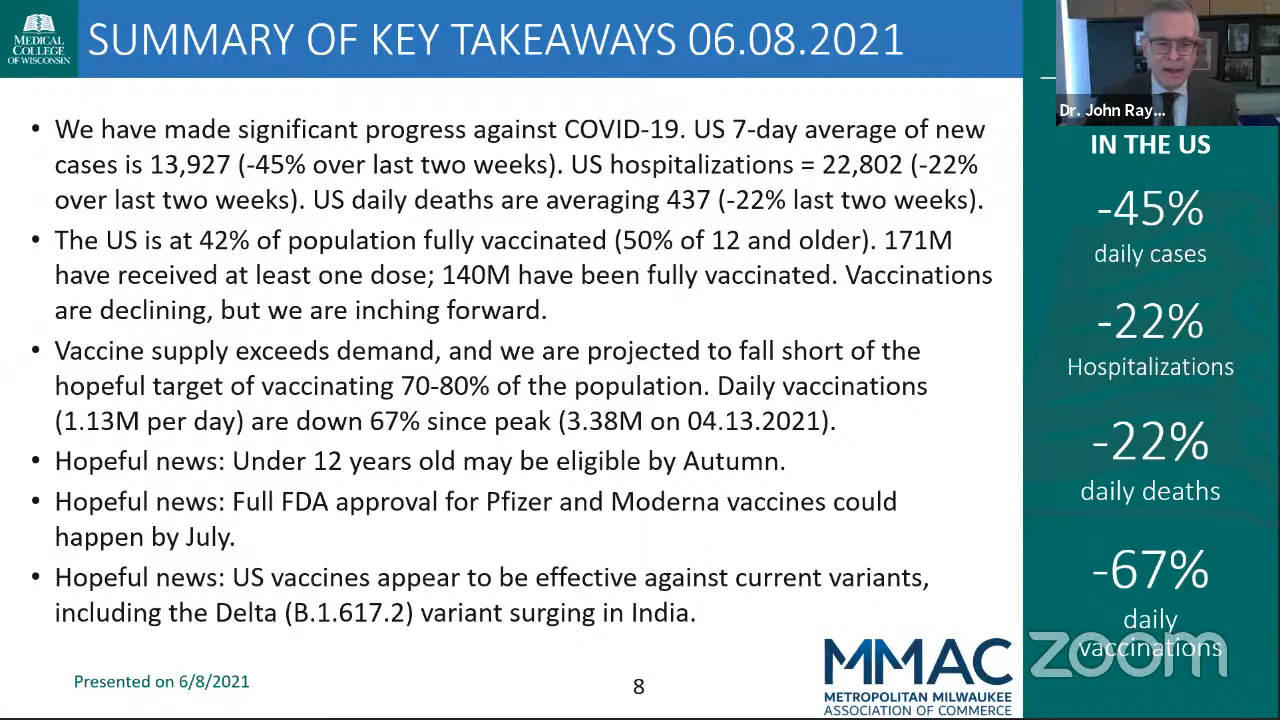 MEDICAL
COLLEGE
OF WISCONSIN
SUMMARY OF KEY TAKEAWAYS 06.08.2021
• We have made significant progress against COVID-19. US 7-day average of new
cases is 13,927 (-45% over last two weeks). US hospitalizations = 22,802 (-22%
over last two weeks). US daily deaths are averaging 437 (-22% last two weeks).
• The US is at 42% of population fully vaccinated (50% of 12 and older). 171M
have received at least one dose; 140M have been fully vaccinated. Vaccinations
are declining, but we are inching forward.
• Vaccine supply exceeds demand, and we are projected to fall short of the
hopeful target of vaccinating 70-80% of the population. Daily vaccinations
(1.13M per day) are down 67% since peak (3.38M on 04.13.2021).
• Hopeful news: Under 12 years old may be eligible by Autumn.
• Hopeful news: Full FDA approval for Pfizer and Moderna vaccines could
happen by July.
• Hopeful news: US vaccines appear to be effective against current variants,
including the Delta (B.1.617.2) variant surging in India.
Presented on 6/8/2021
8
MMAC
METROPOLITAN MILWAUKEE
ASSOCIATION OF COMMERCE
Dr. John Ray...
IN THE US
-45%
daily cases
-22%
Hospitalizations
-22%
daily deaths
-67%
daily
vaccinations
zoom